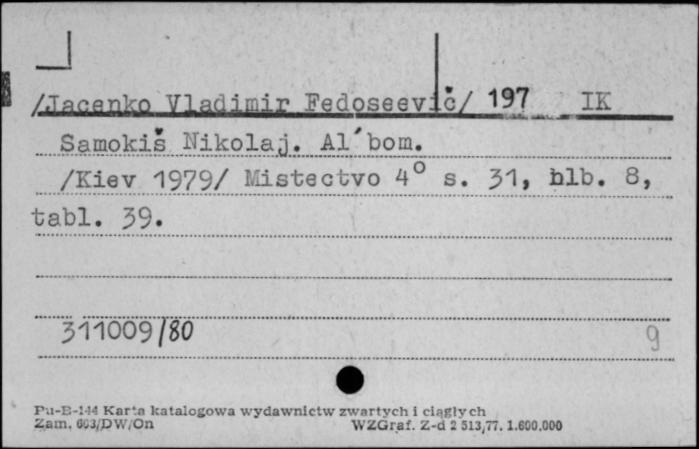 /Jacenko Vladimir Fedoseevič/ 197 IK
Samokiš Nikolaj. Al´bom.
/Kiev 1979/ Mistectvo 4° s. 31, nlb. 8,
tabl. 39.
311009/80 9
Pu-B-144 Karta katalogowa wydawnictw zwartych i ciągłych
Zam. 603/DW/On WZGraf. Z-d 2 513,77. 1.600.000